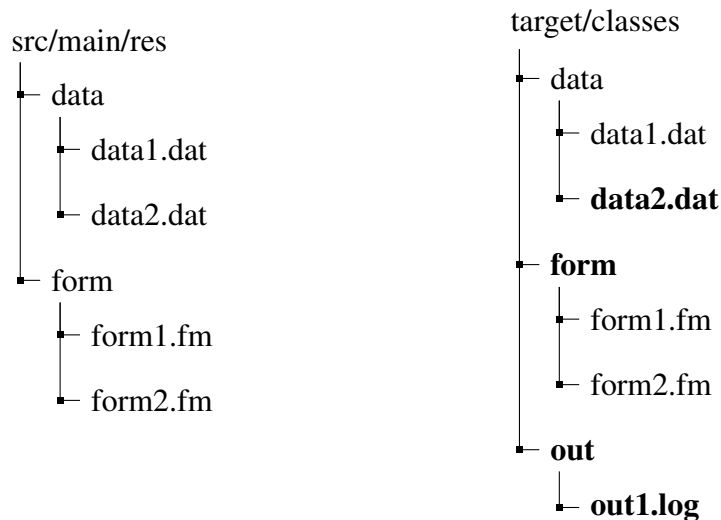 src/main/res
data
data1.dat
data2.dat
form
form1.fm
form2.fm
target/classes
data
data1.dat
data2.dat
form
form1.fm
form2.fm
out
out1.log